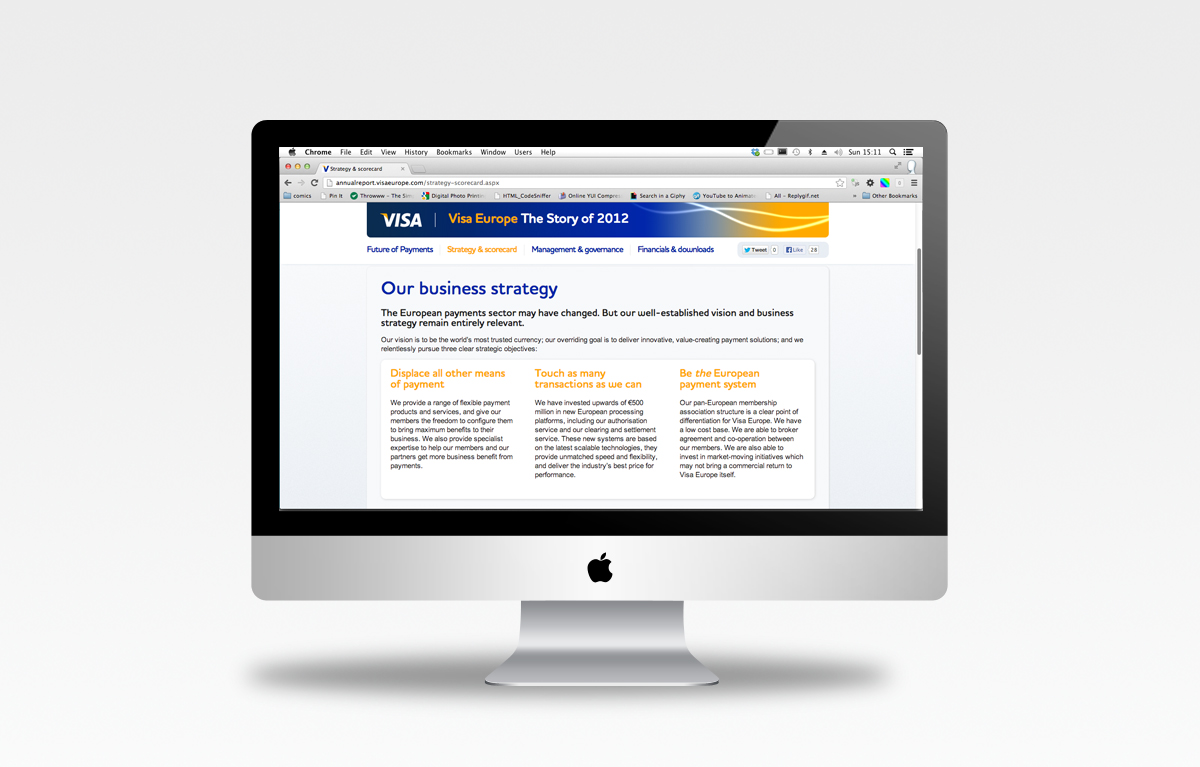 Chrome File Edit View History Bookmarks Window Users Help Sun 15:11
Strategy & scorecard
annualreport.visaeurope.com/strategy-scorecard.aspx
comics Pin It Throwww – The Sim Digital Photo Printin HTML_CodeSniffer Online YUI Compres Search in a Giphy YouTube to Animate All - Replygif.net » Other Bookmarks
VISA Visa Europe The Story of 2012
Future of Payments Strategy & scorecard Management & governance Financials & downloads Tweet 0 Like 28
Our business strategy
The European payments sector may have changed. But our well-established vision and business
strategy remain entirely relevant.
Our vision is to be the world's most trusted currency; our overriding goal is to deliver innovative, value-creating payment solutions; and we
relentlessly pursue three clear strategic objectives:
Displace all other means
of payment
We provide a range of flexible payment
products and services, and give our
members the freedom to configure them
to bring maximum benefits to their
business. We also provide specialist
expertise to help our members and our
partners get more business benefit from
payments.
Touch as many
transactions as we can
We have invested upwards of €500
million in new European processing
platforms, including our authorisation
service and our clearing and settlement
service. These new systems are based
on the latest scalable technologies, they
provide unmatched speed and flexibility,
and deliver the industry's best price for
performance.
Be the European
payment system
Our pan-European membership
association structure is a clear point of
differentiation for Visa Europe. We have
a low cost base. We are able to broker
agreement and co-operation between
our members. We are also able to
invest in market-moving initiatives which
may not bring a commercial return to
Visa Europe itself.